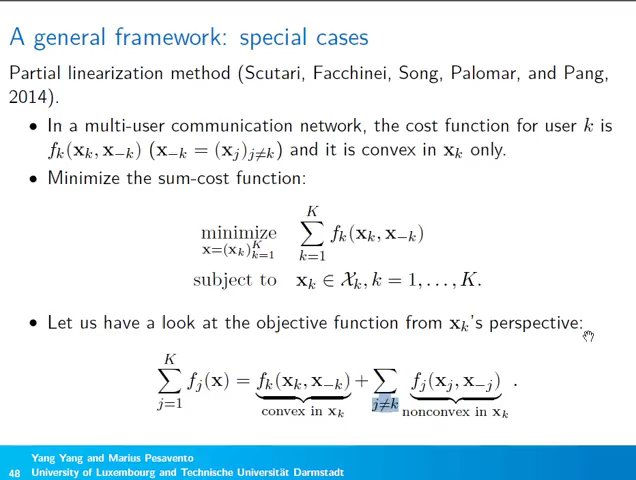 A general framework: special cases
Partial linearization method (Scutari, Facchinei, Song, Palomar, and Pang,
2014).
• In a multi-user communication network, the cost function for user k is
f_k(x_k, x_{−k}) (x_{−k} = (x_j)_{j≠k}) and it is convex in x_k only.
• Minimize the sum-cost function:
minimize_{x=(x_k)_{k=1}^K} ∑_{k=1}^K f_k(x_k, x_{−k})
subject to x_k ∈ 𝒳_k, k = 1, . . . , K.
• Let us have a look at the objective function from x_k's perspective:
∑_{j=1}^K f_j(x) = f_k(x_k, x_{−k}) + ∑_{j≠k} f_j(x_j, x_{−j}) .
convex in x_k nonconvex in x_k
Yang Yang and Marius Pesavento
48 University of Luxembourg and Technische Universität Darmstadt